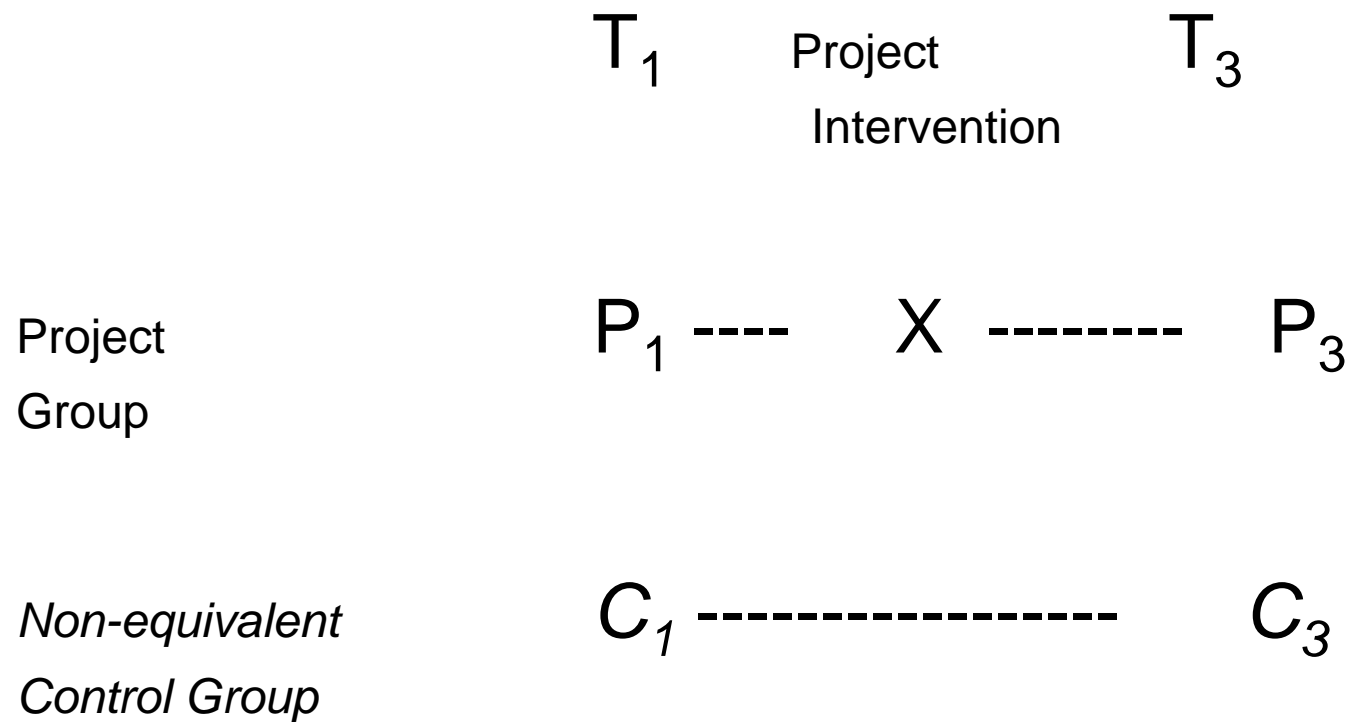 T₁ Project T₃
Intervention
Project P₁ ---- X -------- P₃
Group
Non-equivalent C₁ ---------------- C₃
Control Group